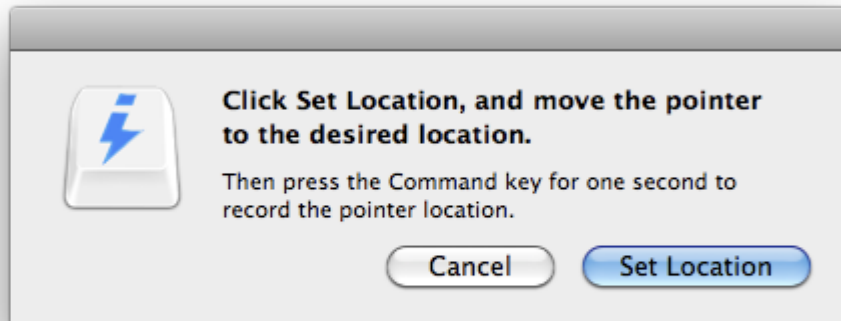 Click Set Location, and move the pointer
to the desired location.
Then press the Command key for one second to
record the pointer location.
Cancel
Set Location